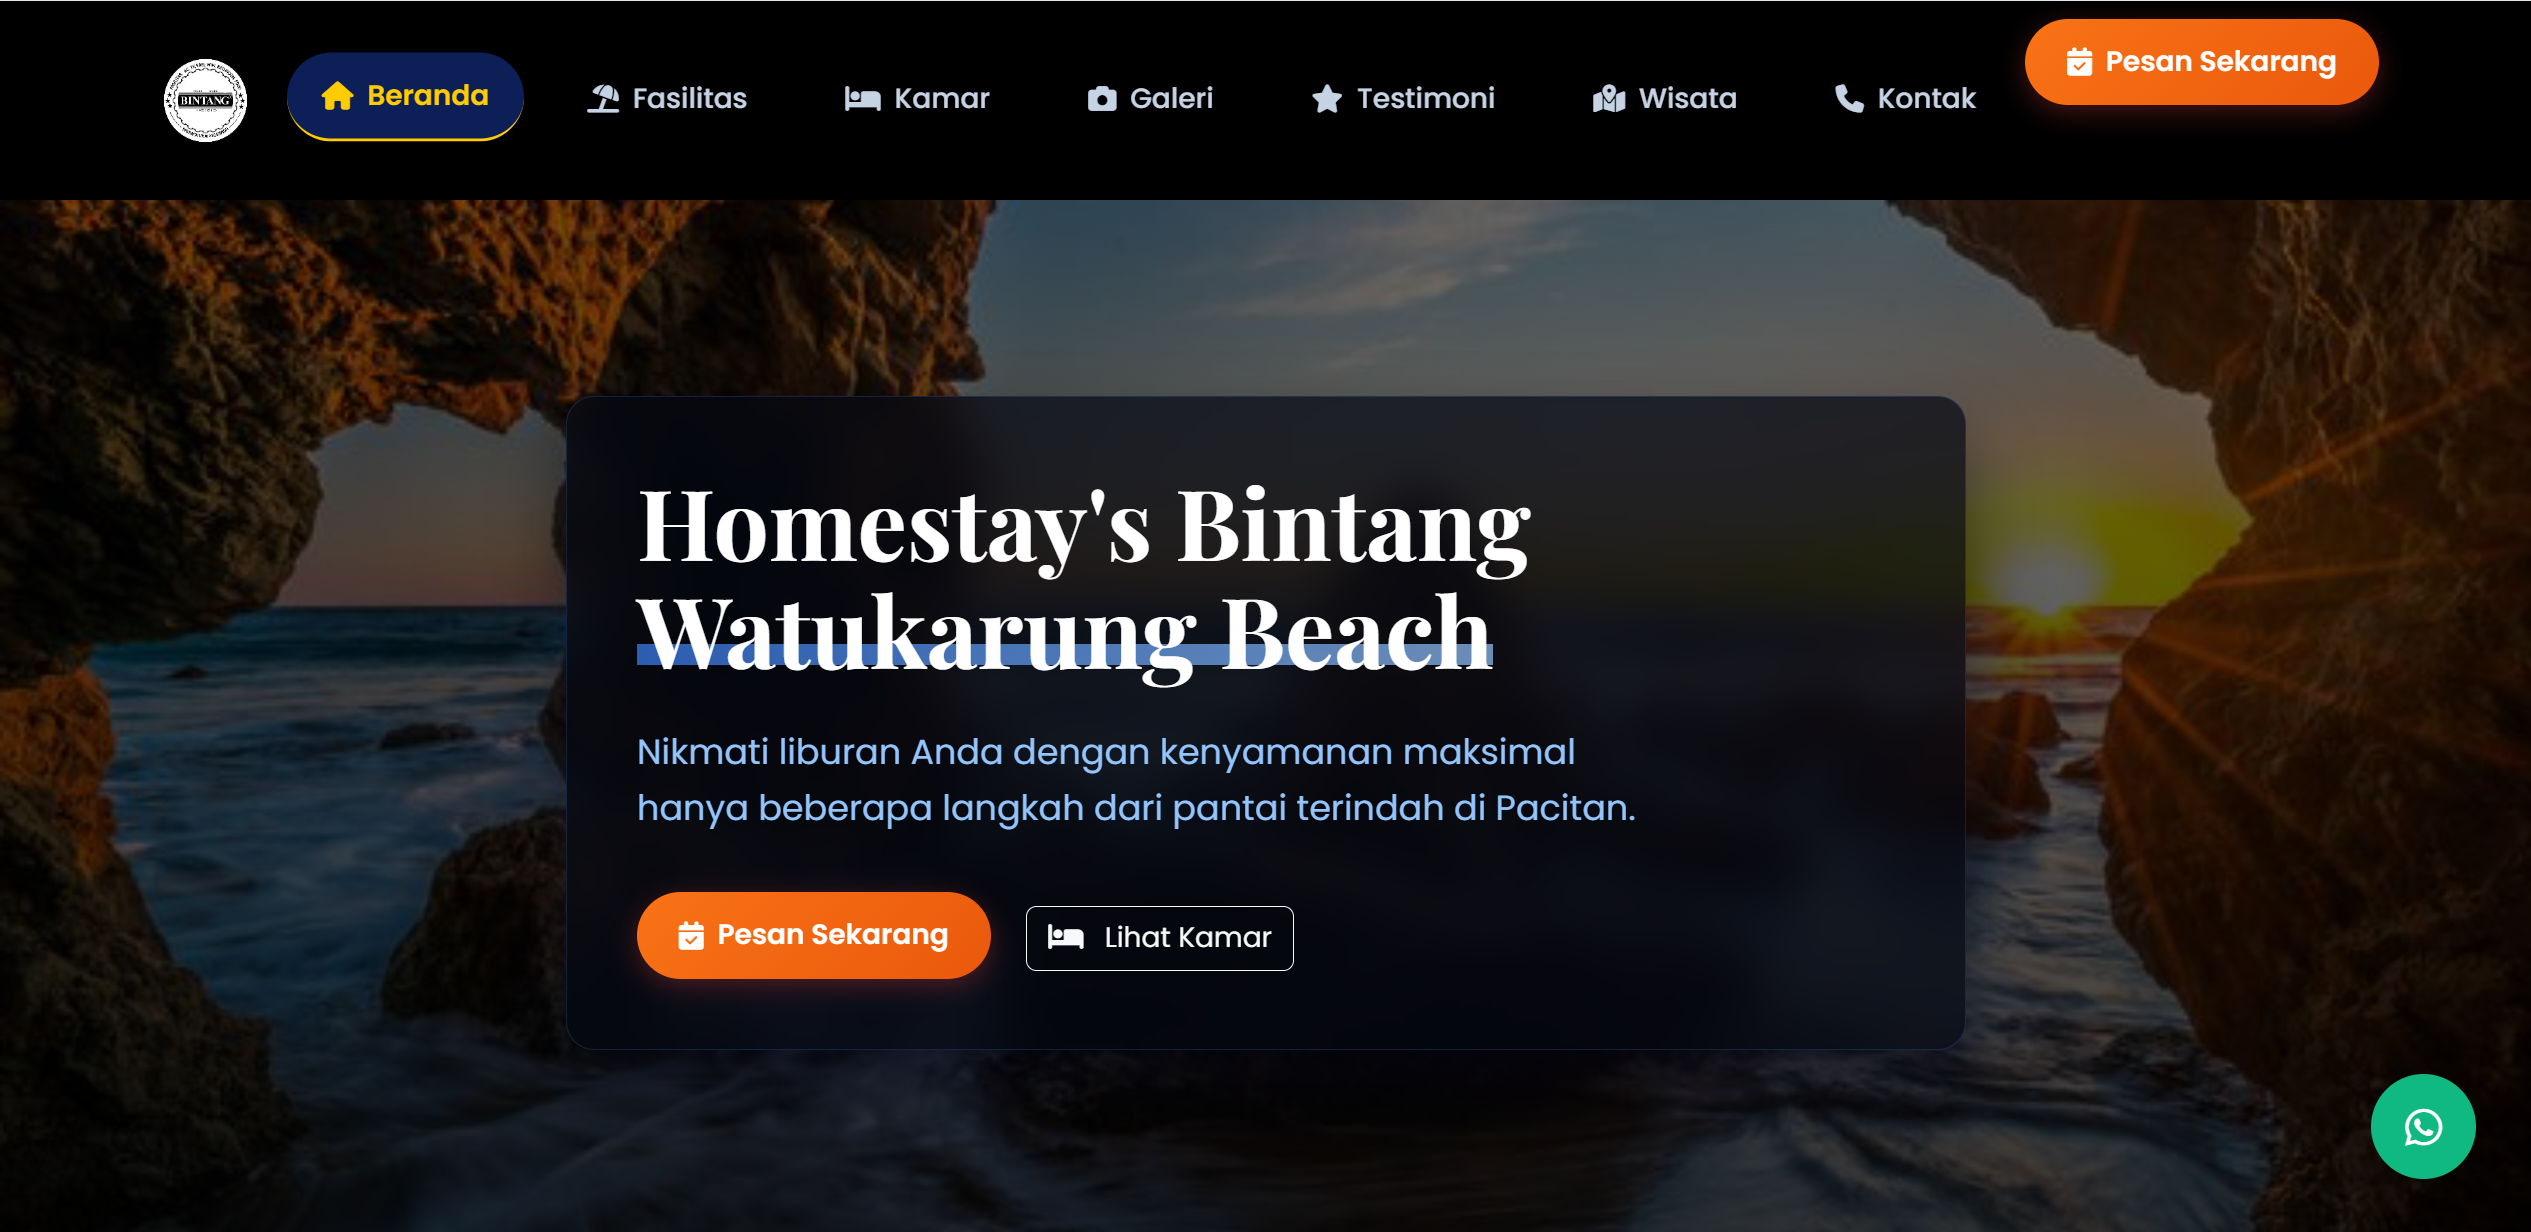 BINTANG
Beranda
Fasilitas
Kamar
Galeri
Testimoni
Wisata
Kontak
Pesan Sekarang
Homestay's Bintang
Watukarung Beach
Nikmati liburan Anda dengan kenyamanan maksimal
hanya beberapa langkah dari pantai terindah di Pacitan.
Pesan Sekarang
Lihat Kamar